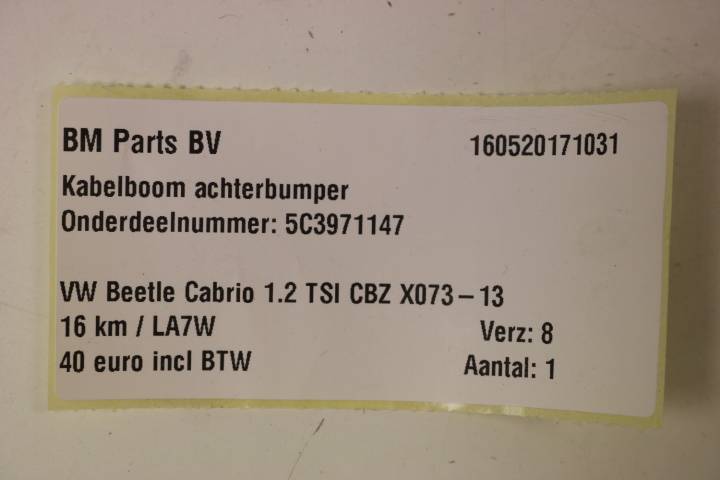 BM Parts BV 160520171031
Kabelboom achterbumper
Onderdeelnummer: 5C3971147
VW Beetle Cabrio 1.2 TSI CBZ X073 – 13
16 km / LA7W Verz: 8
40 euro incl BTW Aantal: 1